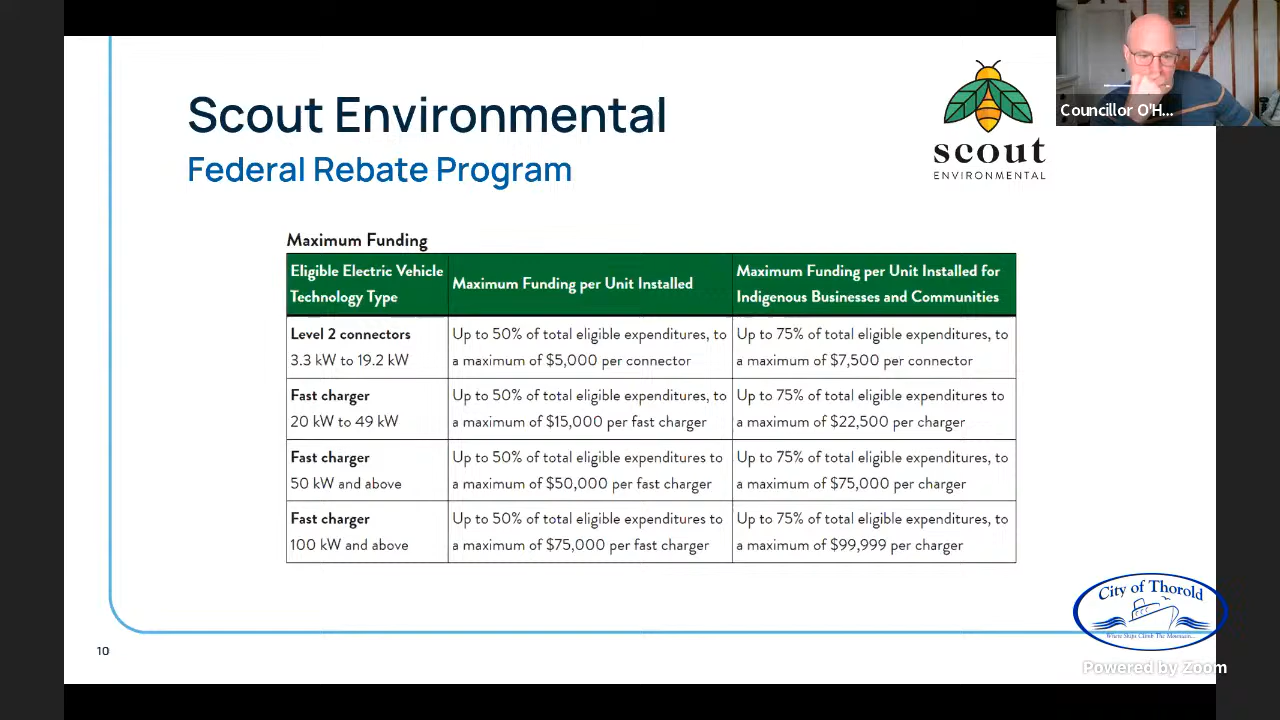 Scout Environmental
Federal Rebate Program
scout
ENVIRONMENTAL
Councillor O'H...
Maximum Funding
Eligible Electric Vehicle
Technology Type
Maximum Funding per Unit Installed
Maximum Funding per Unit Installed for
Indigenous Businesses and Communities
Level 2 connectors
3.3 kW to 19.2 kW
Up to 50% of total eligible expenditures, to
a maximum of $5,000 per connector
Up to 75% of total eligible expenditures, to
a maximum of $7,500 per connector
Fast charger
20 kW to 49 kW
Up to 50% of total eligible expenditures, to
a maximum of $15,000 per fast charger
Up to 75% of total eligible expenditures to
a maximum of $22,500 per charger
Fast charger
50 kW and above
Up to 50% of total eligible expenditures to
a maximum of $50,000 per fast charger
Up to 75% of total eligible expenditures, to
a maximum of $75,000 per charger
Fast charger
100 kW and above
Up to 50% of total eligible expenditures to
a maximum of $75,000 per fast charger
Up to 75% of total eligible expenditures, to
a maximum of $99,999 per charger
City of Thorold
Where Ships Climb The Mountain...
10
Powered by Zoom